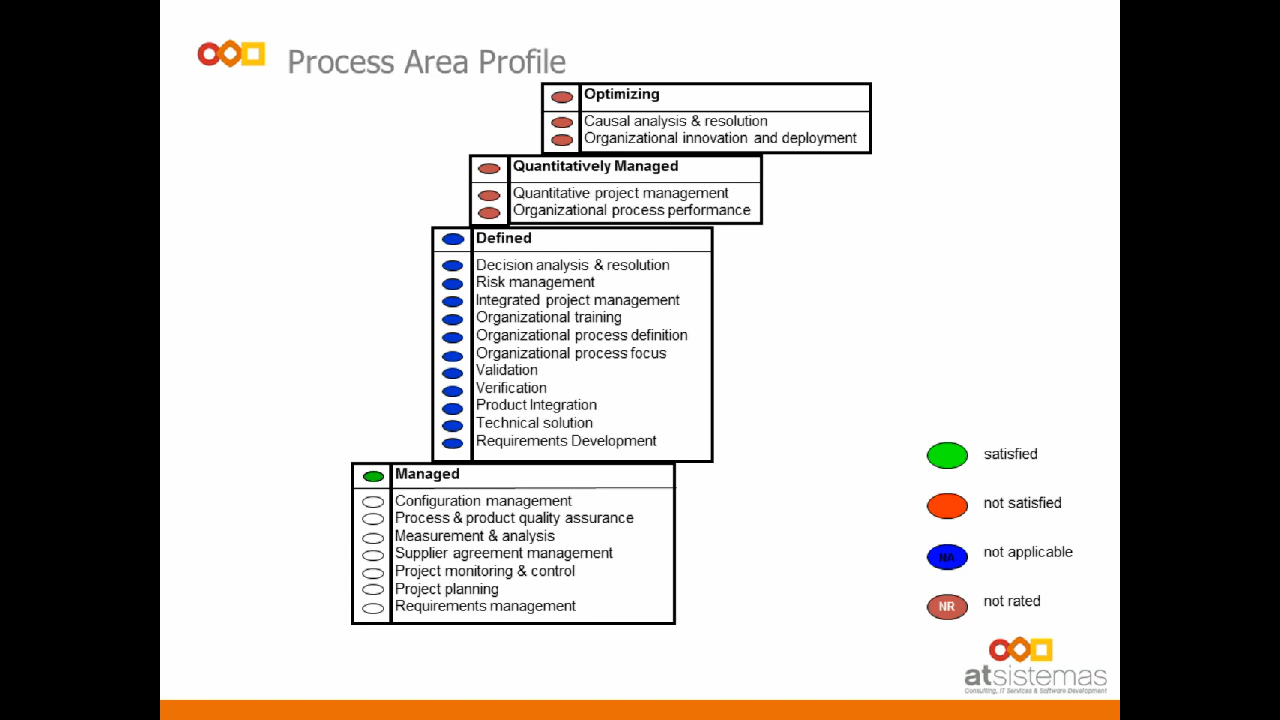 Process Area Profile
Optimizing
Causal analysis & resolution
Organizational innovation and deployment
Quantitatively Managed
Quantitative project management
Organizational process performance
Defined
Decision analysis & resolution
Risk management
Integrated project management
Organizational training
Organizational process definition
Organizational process focus
Validation
Verification
Product Integration
Technical solution
Requirements Development
Managed
Configuration management
Process & product quality assurance
Measurement & analysis
Supplier agreement management
Project monitoring & control
Project planning
Requirements management
satisfied
not satisfied
NA not applicable
NR not rated
atsistemas
Consulting, IT Services & Software Development